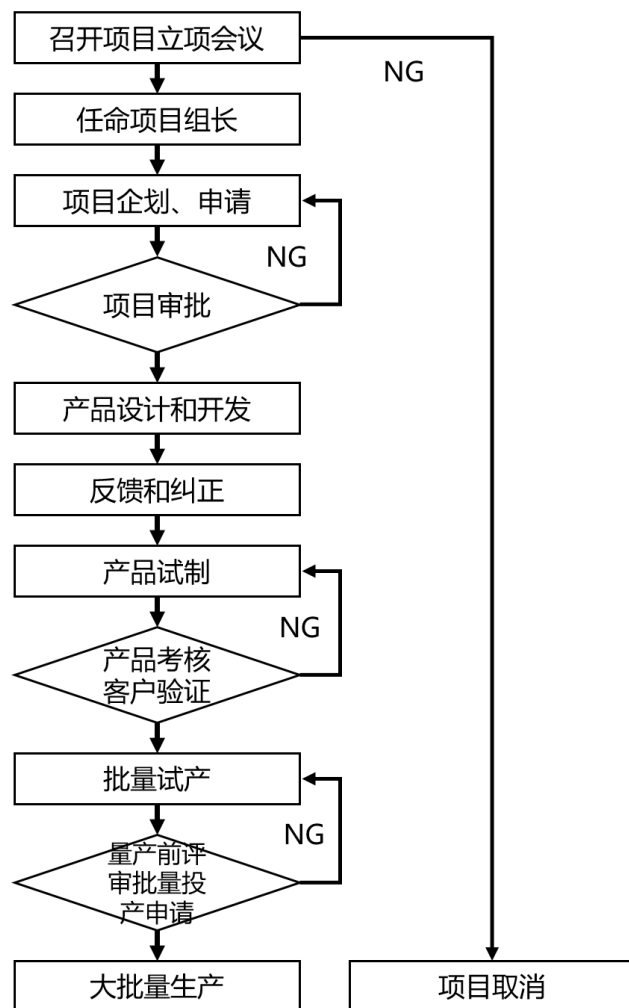 召开项目立项会议
NG
任命项目组长
项目企划、申请
NG
项目审批
产品设计和开发
反馈和纠正
产品试制
NG
产品考核
客户验证
批量试产
NG
量产前评
审批量投
产申请
大批量生产
项目取消